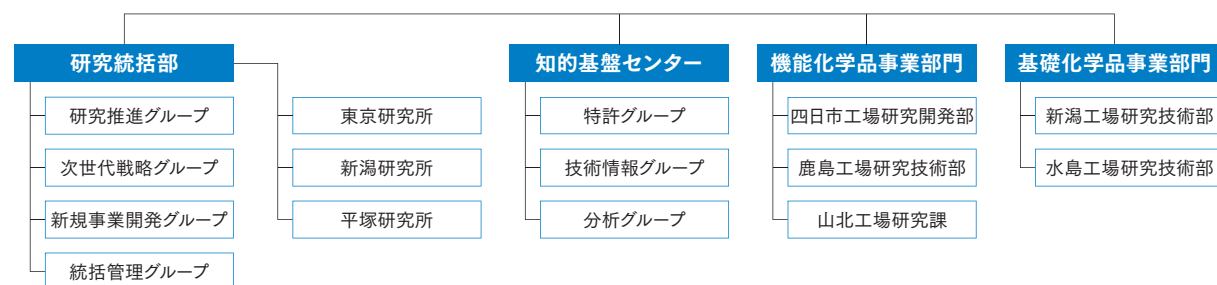 研究統括部
研究推進グループ
次世代戦略グループ
新規事業開発グループ
統括管理グループ
東京研究所
新潟研究所
平塚研究所
知的基盤センター
特許グループ
技術情報グループ
分析グループ
機能化学品事業部門
四日市工場研究開発部
鹿島工場研究技術部
山北工場研究課
基礎化学品事業部門
新潟工場研究技術部
水島工場研究技術部